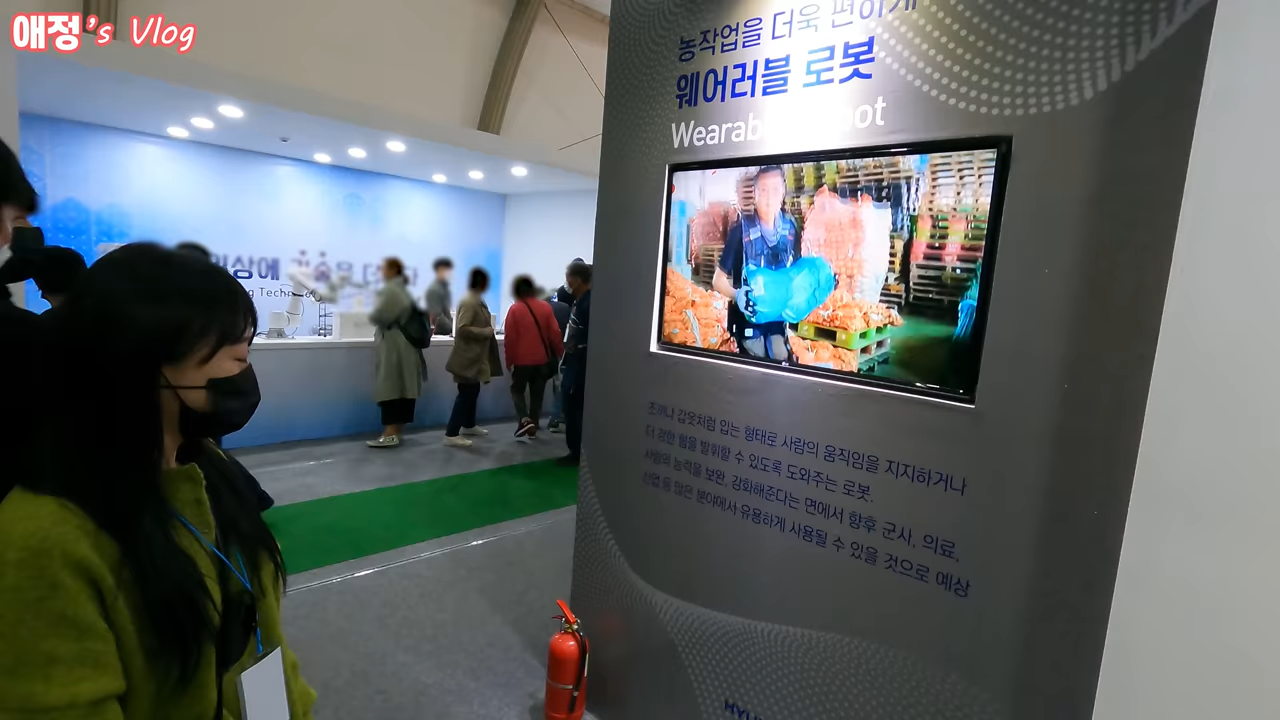 애정's Vlog
농작업을 더욱 편하게
웨어러블 로봇
조끼나 갑옷처럼 입는 형태로 사람의 움직임을 지지하거나
더 강한 힘을 발휘할 수 있도록 도와주는 로봇.
사람의 능력을 보완, 강화해준다는 면에서 향후 군사, 의료,
산업 등 많은 분야에서 유용하게 사용될 수 있을 것으로 예상